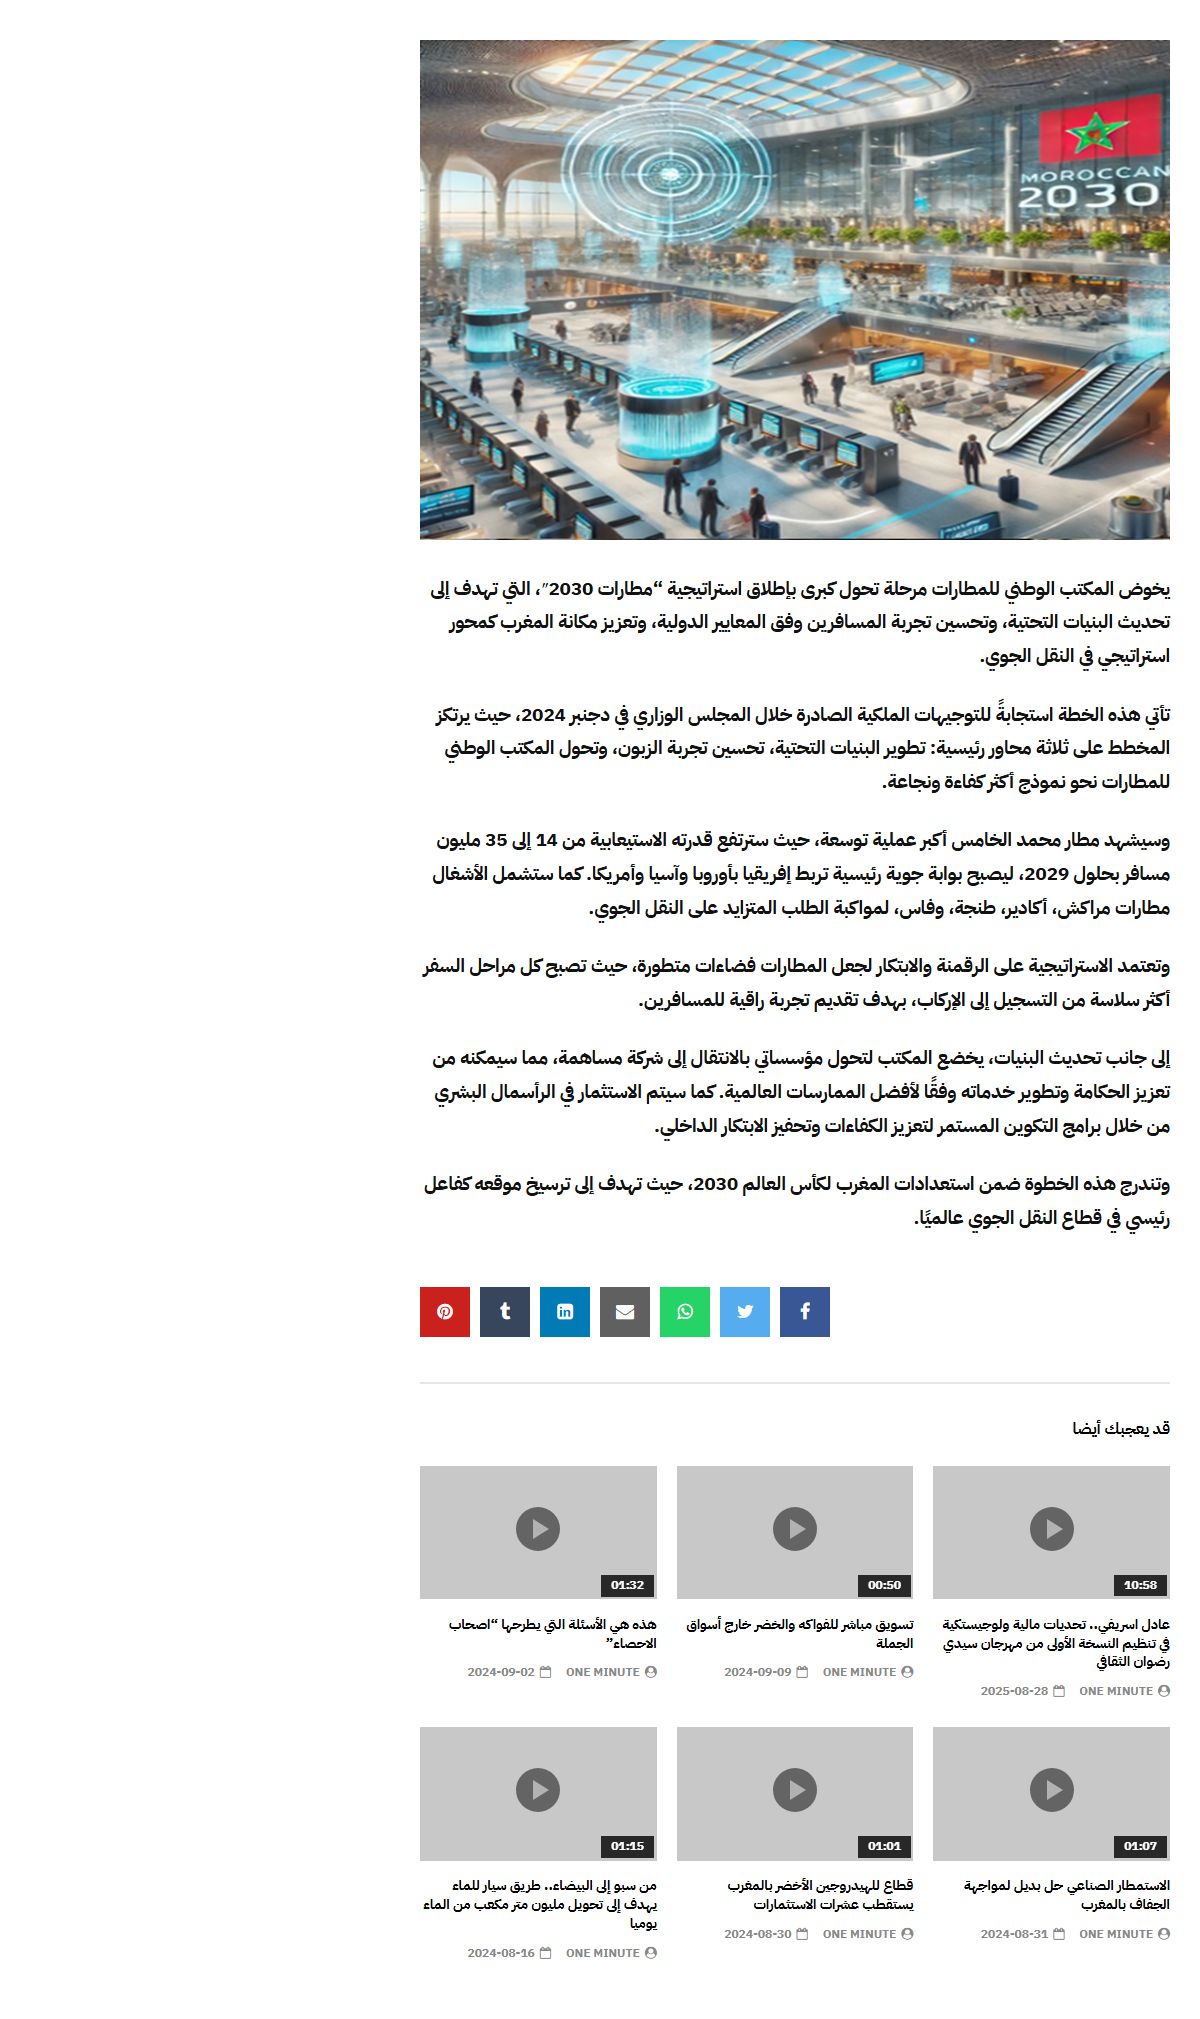 MOROCCAN
2030
يخوض المكتب الوطني للمطارات مرحلة تحول كبرى بإطلاق استراتيجية “مطارات 2030″، التي تهدف إلى
تحديث البنيات التحتية، وتحسين تجربة المسافرين وفق المعايير الدولية، وتعزيز مكانة المغرب كمحور
استراتيجي في النقل الجوي.
تأتي هذه الخطة استجابةً للتوجيهات الملكية الصادرة خلال المجلس الوزاري في دجنبر 2024، حيث يرتكز
المخطط على ثلاثة محاور رئيسية: تطوير البنيات التحتية، تحسين تجربة الزبون، وتحول المكتب الوطني
للمطارات نحو نموذج أكثر كفاءة ونجاعة.
وسيشهد مطار محمد الخامس أكبر عملية توسعة، حيث سترتفع قدرته الاستيعابية من 14 إلى 35 مليون
مسافر بحلول 2029، ليصبح بوابة جوية رئيسية تربط إفريقيا بأوروبا وآسيا وأمريكا. كما ستشمل الأشغال
مطارات مراكش، أكادير، طنجة، وفاس، لمواكبة الطلب المتزايد على النقل الجوي.
وتعتمد الاستراتيجية على الرقمنة والابتكار لجعل المطارات فضاءات متطورة، حيث تصبح كل مراحل السفر
أكثر سلاسة من التسجيل إلى الإركاب، بهدف تقديم تجربة راقية للمسافرين.
إلى جانب تحديث البنيات، يخضع المكتب لتحول مؤسساتي بالانتقال إلى شركة مساهمة، مما سيمكنه من
تعزيز الحكامة وتطوير خدماته وفقًا لأفضل الممارسات العالمية. كما سيتم الاستثمار في الرأسمال البشري
من خلال برامج التكوين المستمر لتعزيز الكفاءات وتحفيز الابتكار الداخلي.
وتندرج هذه الخطوة ضمن استعدادات المغرب لكأس العالم 2030، حيث تهدف إلى ترسيخ موقعه كفاعل
رئيسي في قطاع النقل الجوي عالميًا.
قد يعجبك أيضا
10:58
عادل اسريفي.. تحديات مالية ولوجيستكية
في تنظيم النسخة الأولى من مهرجان سيدي
رضوان الثقافي
ONE MINUTE 2025-08-28
00:50
تسويق مباشر للفواكه والخضر خارج أسواق
الجملة
ONE MINUTE 2024-09-09
01:32
هذه هي الأسئلة التي يطرحها “اصحاب
الاحصاء”
ONE MINUTE 2024-09-02
01:07
الاستمطار الصناعي حل بديل لمواجهة
الجفاف بالمغرب
ONE MINUTE 2024-08-31
01:01
قطاع للهيدروجين الأخضر بالمغرب
يستقطب عشرات الاستثمارات
ONE MINUTE 2024-08-30
01:15
من سبو إلى البيضاء.. طريق سيار للماء
يهدف إلى تحويل مليون متر مكعب من الماء
يوميا
ONE MINUTE 2024-08-16